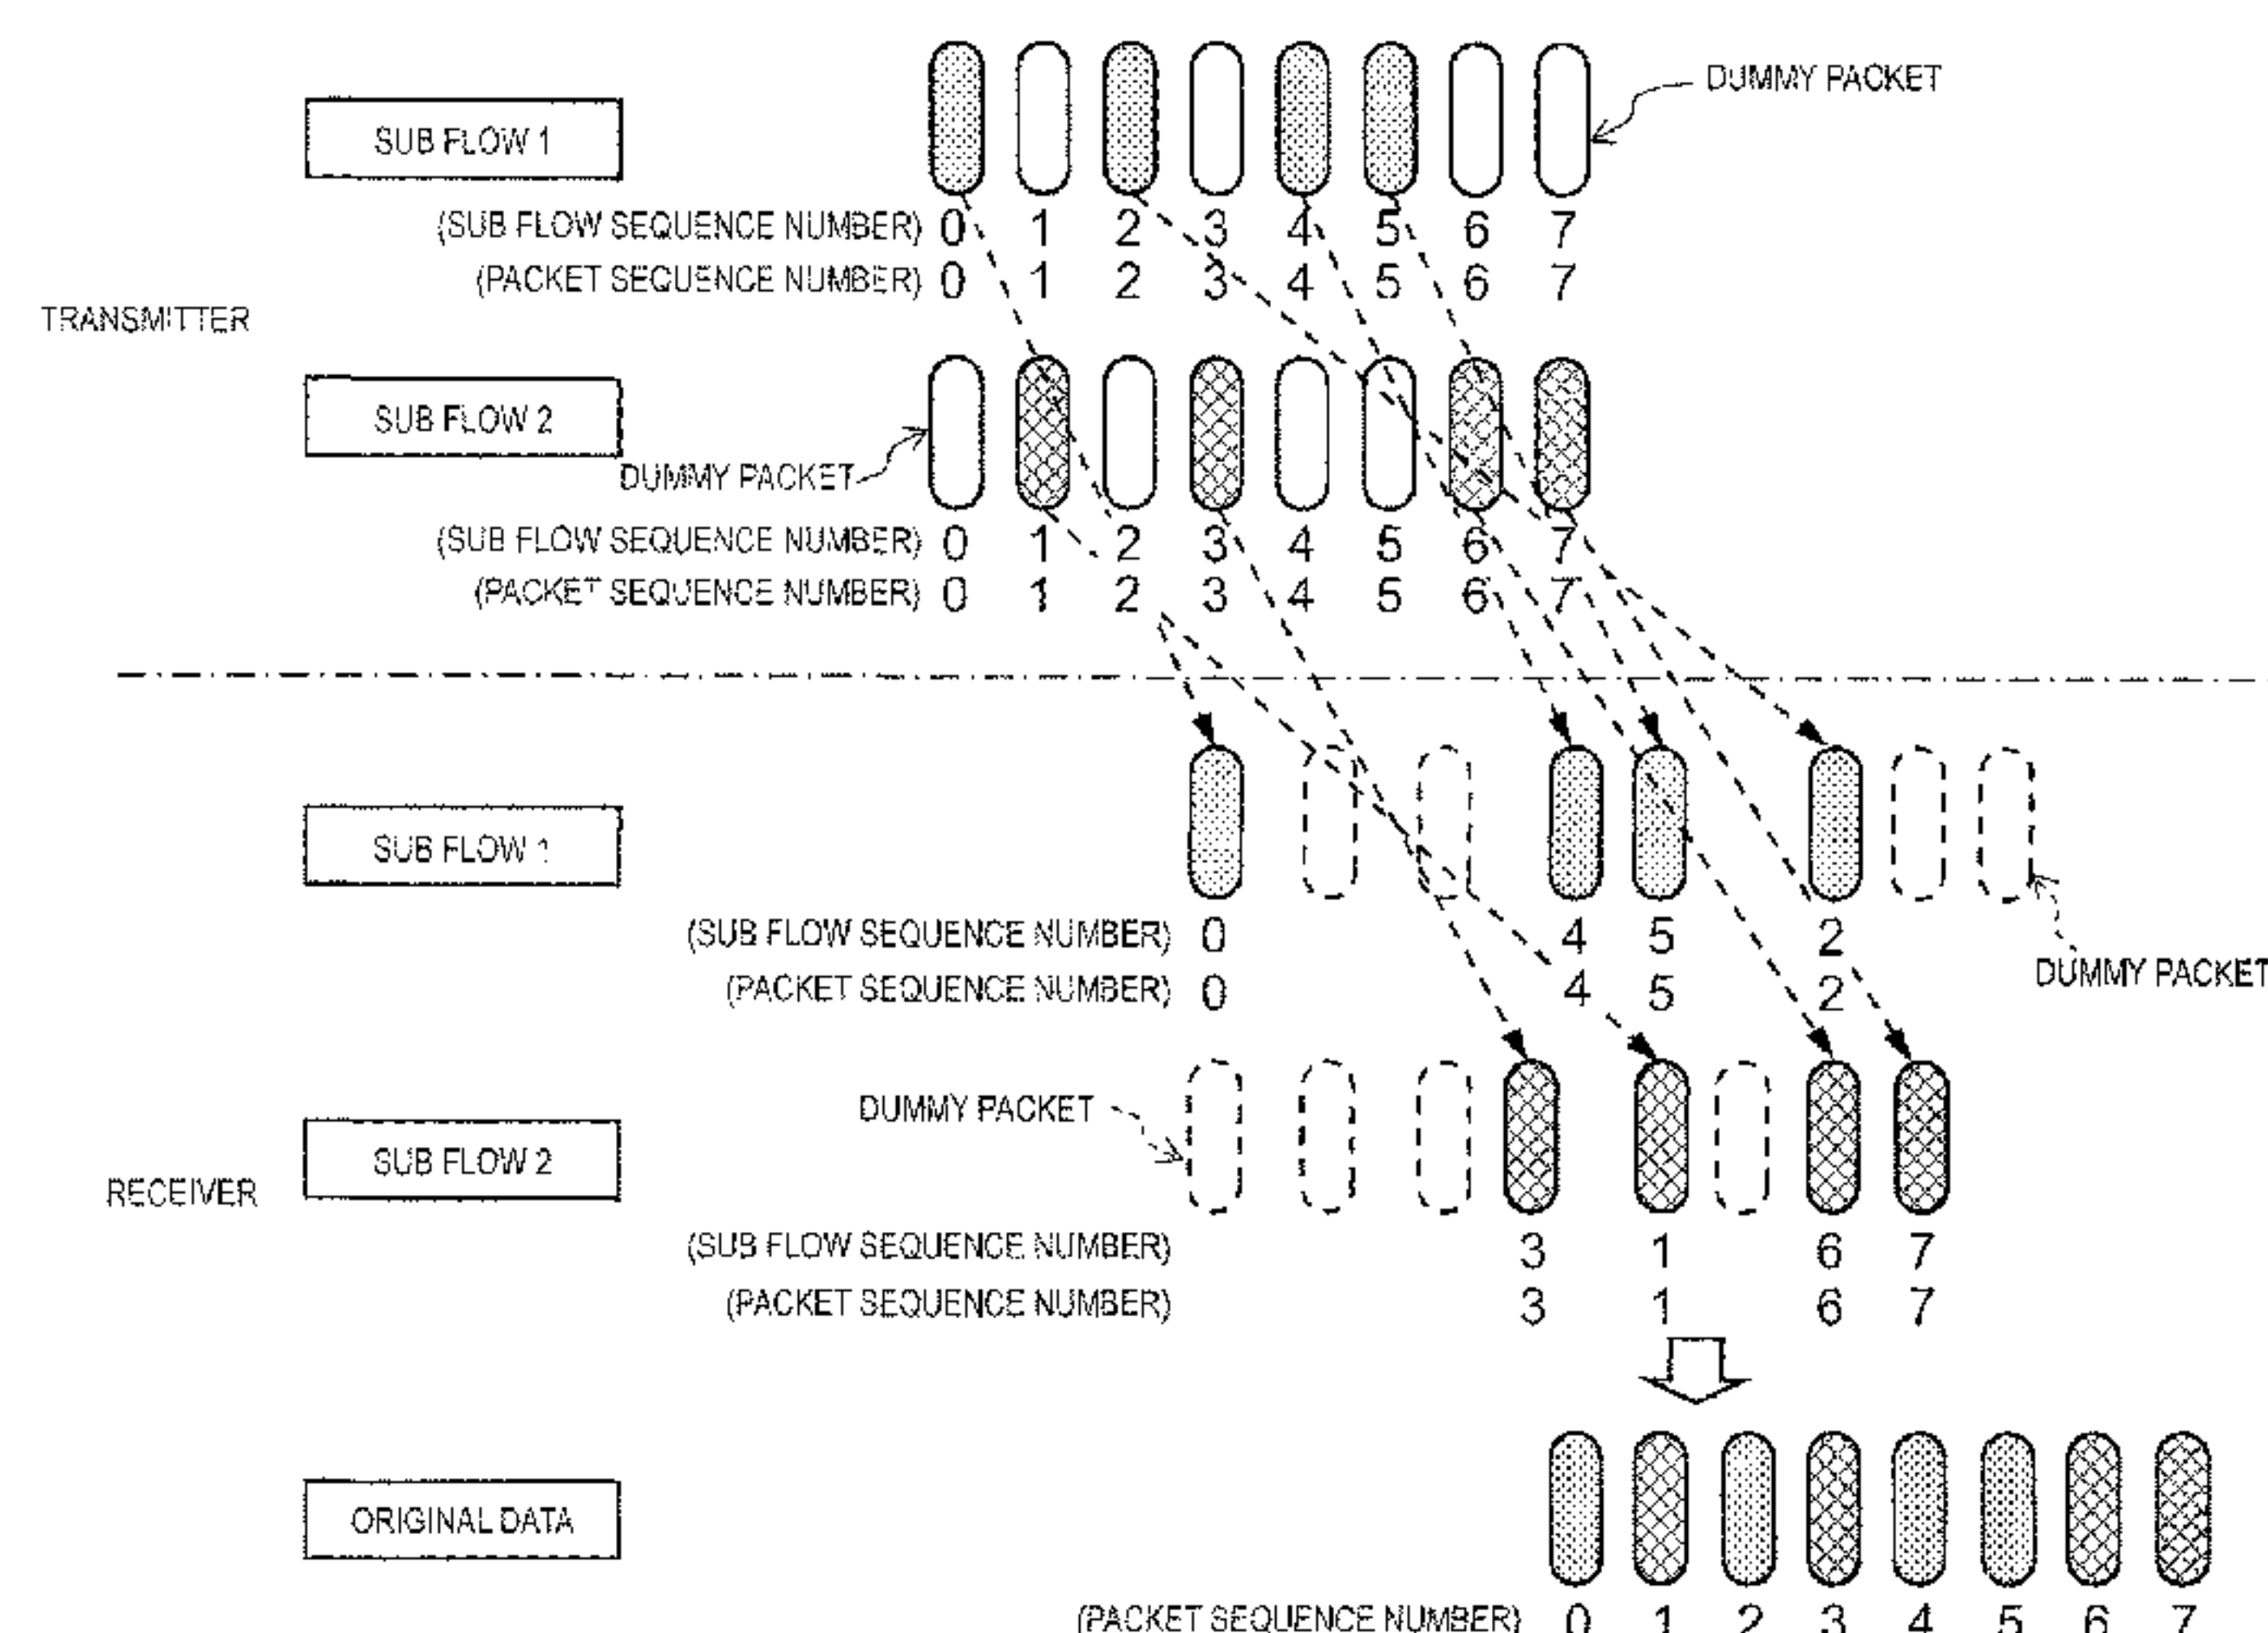 DUMMY PACKET
SUB FLOW 1
(SUB FLOW SEQUENCE NUMBER) 0 1 2 3 4 5 6 7
(PACKET SEQUENCE NUMBER) 0 1 2 3 4 5 6 7
TRANSMITTER
SUB FLOW 2
DUMMY PACKET
(SUB FLOW SEQUENCE NUMBER) 0 1 2 3 4 5 6 7
(PACKET SEQUENCE NUMBER) 0 1 2 3 4 5 6 7
SUB FLOW 1
(SUB FLOW SEQUENCE NUMBER) 0 4 5 2
(PACKET SEQUENCE NUMBER) 0 4 5 2
DUMMY PACKET
DUMMY PACKET
SUB FLOW 2
RECEIVER
(SUB FLOW SEQUENCE NUMBER) 3 1 6 7
(PACKET SEQUENCE NUMBER) 3 1 6 7
ORIGINAL DATA
(PACKET SEQUENCE NUMBER) 0 1 2 3 4 5 6 7